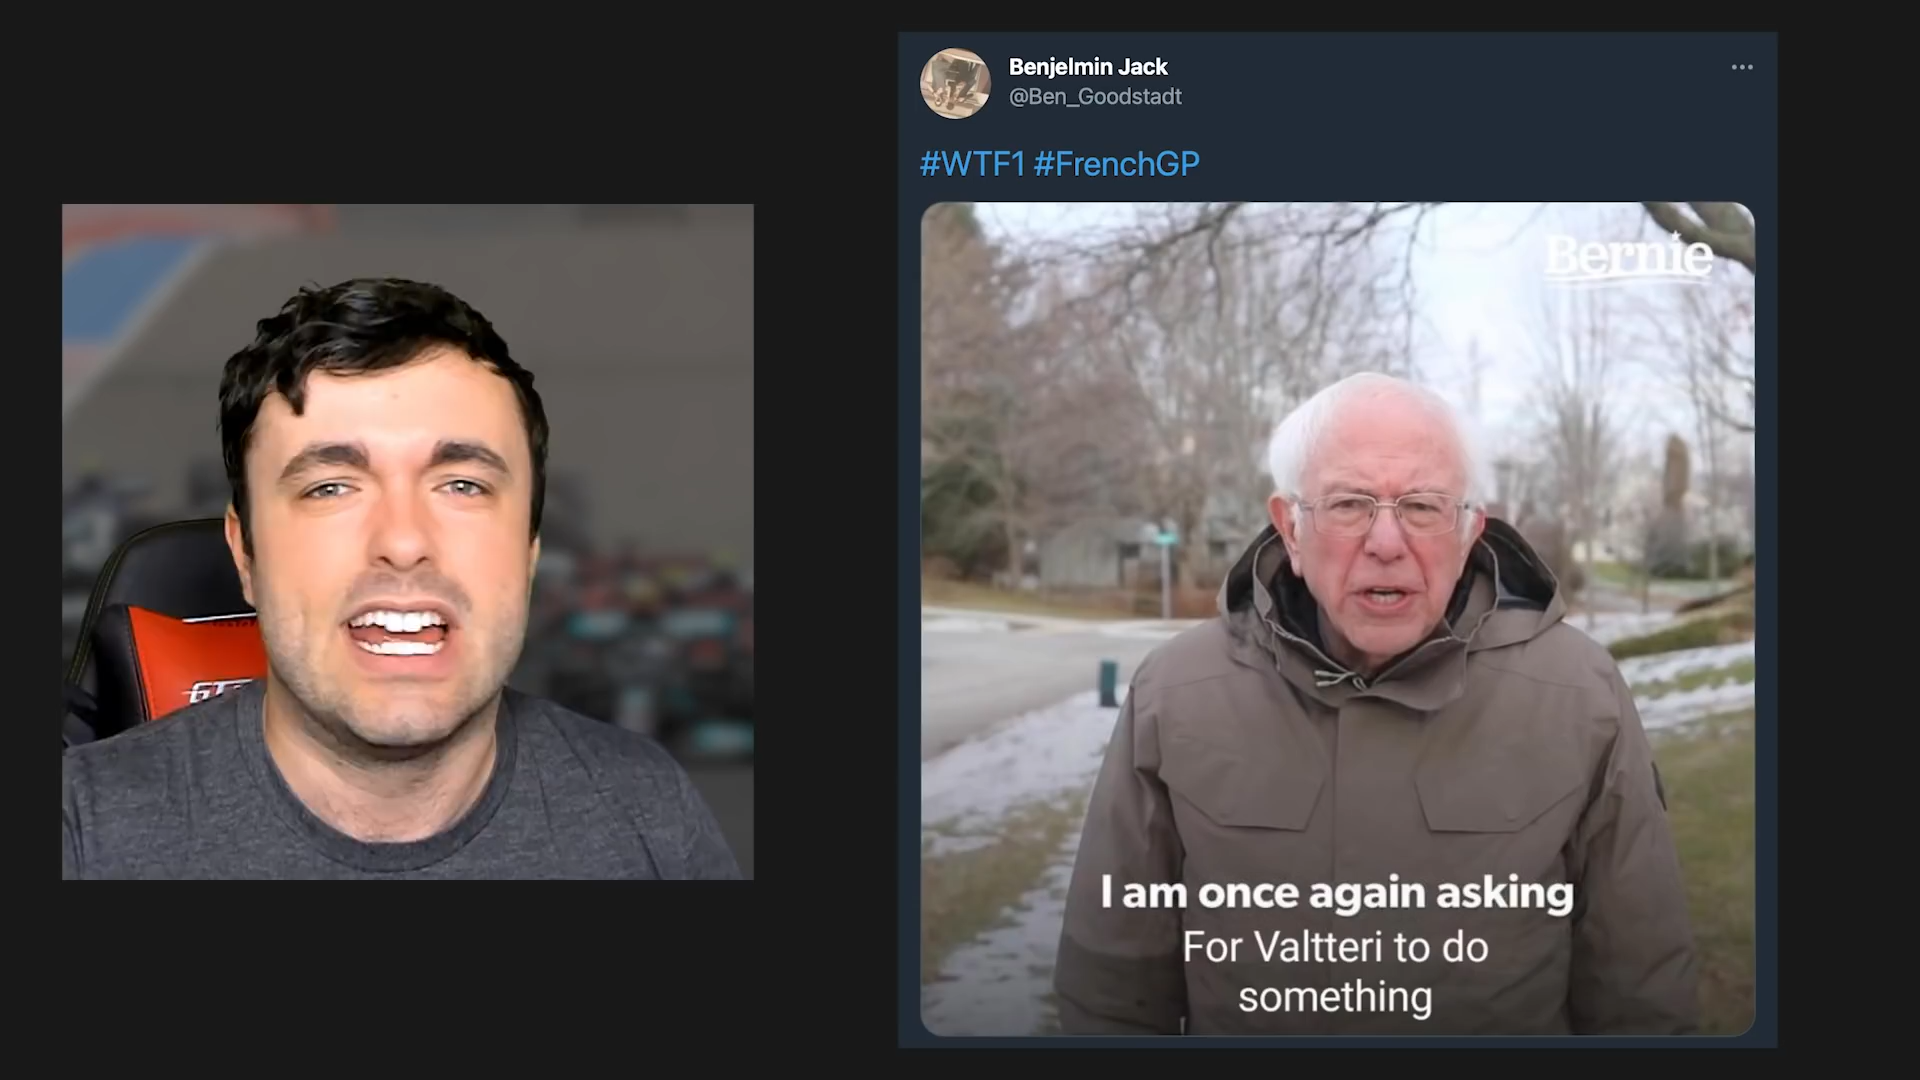 Benjelmin Jack
@Ben_Goodstadt
#WTF1 #FrenchGP
Bernie
I am once again asking
For Valtteri to do
something